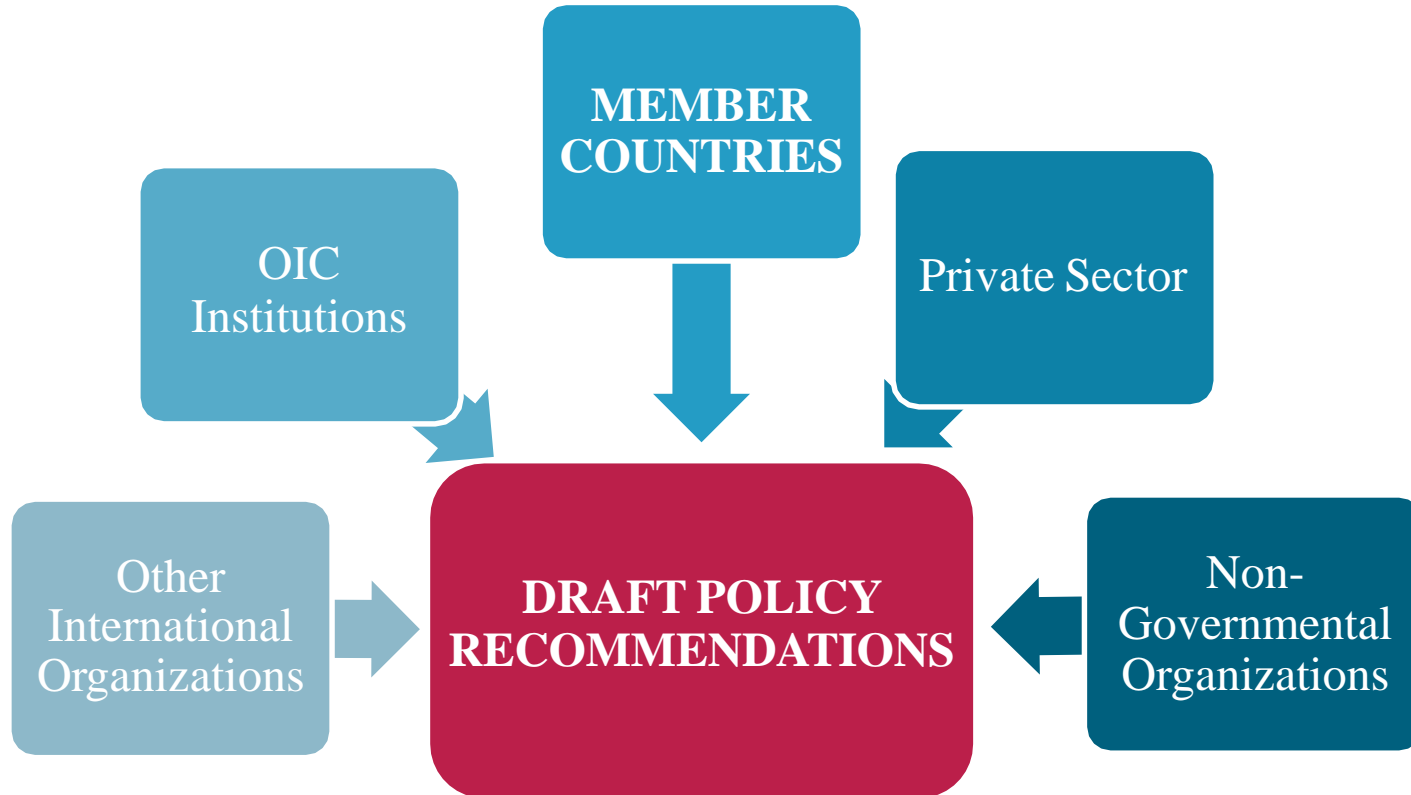 MEMBER
COUNTRIES
OIC
Institutions
Private Sector
Other
International
Organizations
DRAFT POLICY
RECOMMENDATIONS
Non-
Governmental
Organizations